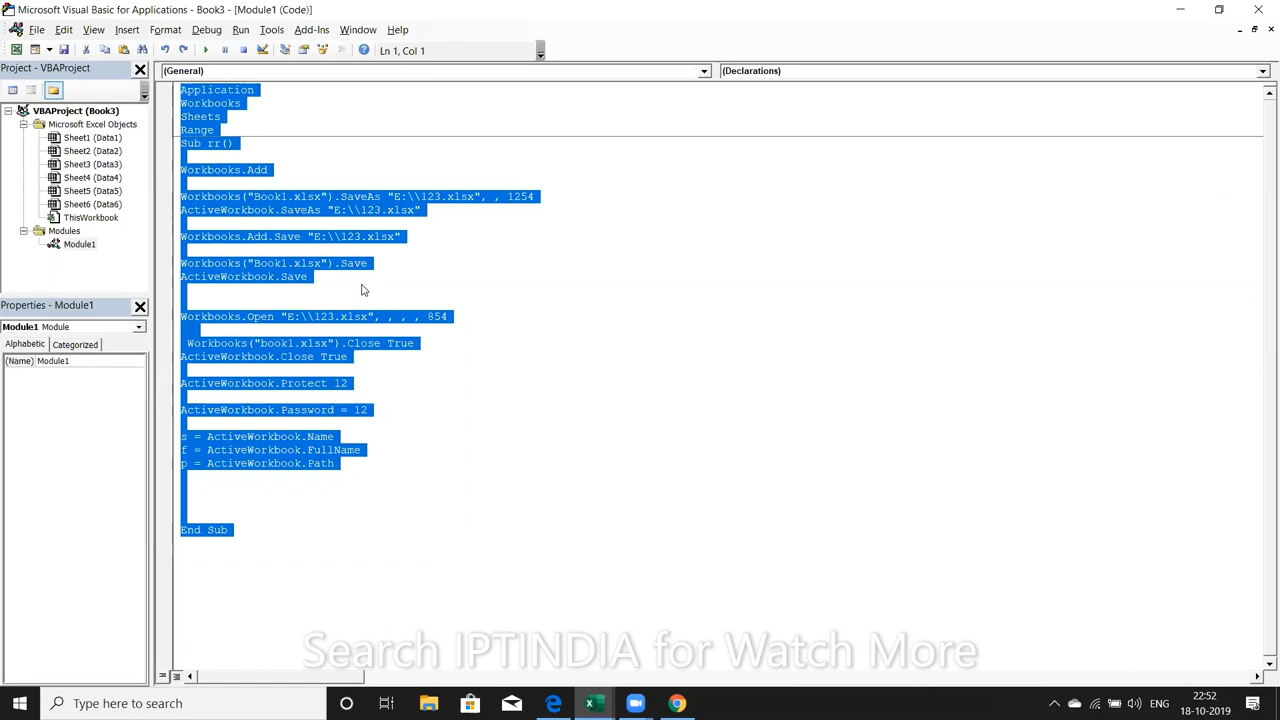 Microsoft Visual Basic for Applications - Book3 - [Module1 (Code)]
File Edit View Insert Format Debug Run Tools Add-Ins Window Help
Ln 1, Col 1
Project - VBAProject
(General)
(Declarations)
VBAProject (Book3)
Microsoft Excel Objects
Sheet1 (Data1)
Sheet2 (Data2)
Sheet3 (Data3)
Sheet4 (Data4)
Sheet5 (Data5)
Sheet6 (Data6)
ThisWorkbook
Modules
Module1
Properties - Module1
Module1 Module
Alphabetic Categorized
(Name) Module1
Application
Workbooks
Sheets
Range
Sub rr()
Workbooks.Add
Workbooks("Book1.xlsx").SaveAs "E:\\123.xlsx", , 1254
ActiveWorkbook.SaveAs "E:\\123.xlsx"
Workbooks.Add.Save "E:\\123.xlsx"
Workbooks("Book1.xlsx").Save
ActiveWorkbook.Save
Workbooks.Open "E:\\123.xlsx", , , , 854
Workbooks("book1.xlsx").Close True
ActiveWorkbook.Close True
ActiveWorkbook.Protect 12
ActiveWorkbook.Password = 12
s = ActiveWorkbook.Name
f = ActiveWorkbook.FullName
p = ActiveWorkbook.Path
End Sub
Search IPTINDIA for Watch More
Type here to search
ENG
22:52
18-10-2019